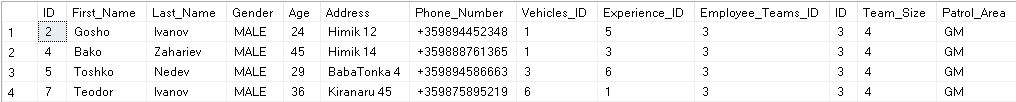 ID First_Name Last_Name Gender Age Address Phone_Number Vehicles_ID Experience_ID Employee_Teams_ID ID Team_Size Patrol_Area
1 2 Gosho Ivanov MALE 24 Himik 12 +359894452348 1 5 3 3 4 GM
2 4 Bako Zahariev MALE 45 Himik 14 +359888761365 1 3 3 3 4 GM
3 5 Toshko Nedev MALE 29 BabaTonka 4 +359894586663 3 6 3 3 4 GM
4 7 Teodor Ivanov MALE 36 Kiranaru 45 +359875895219 6 1 3 3 4 GM